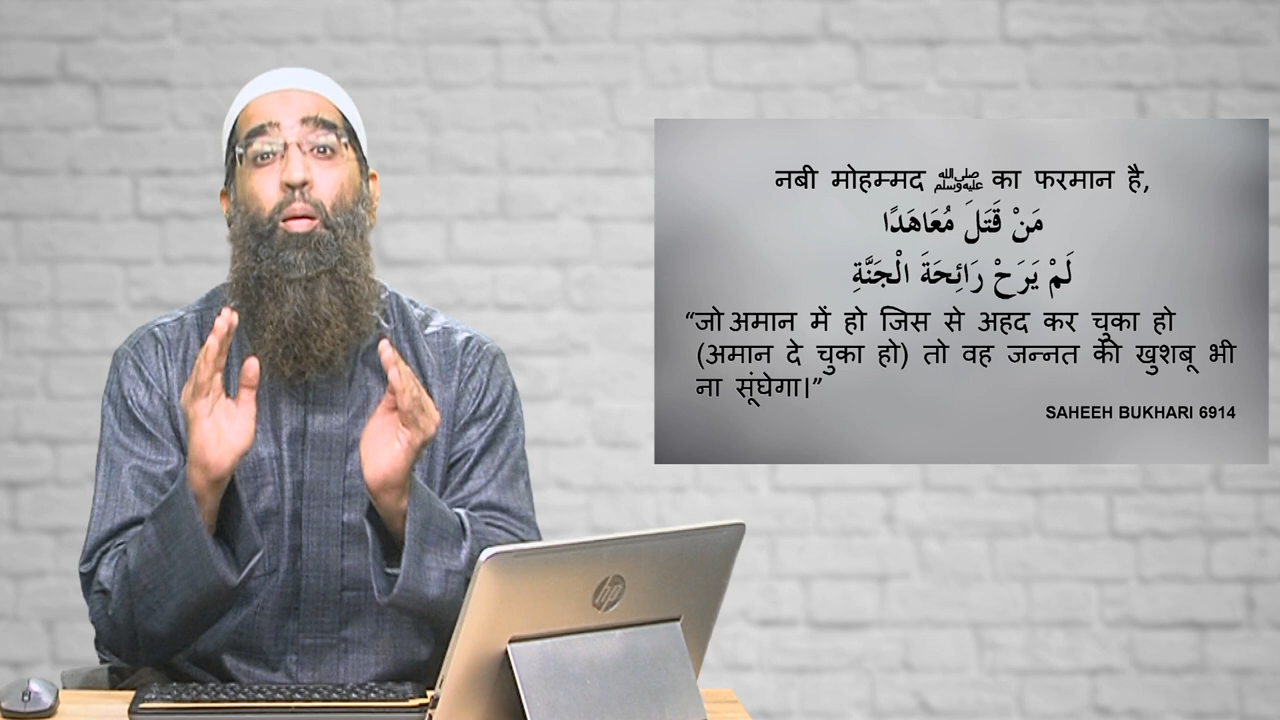 नबी मोहम्मद ﷺ का फरमान है,
مَنْ قَتَلَ مُعَاهَدًا
لَمْ يَرَحْ رَائِحَةَ الْجَنَّةِ
“जो अमान में हो जिस से अहद कर चुका हो
(अमान दे चुका हो) तो वह जन्नत की खुशबू भी
ना सूंघेगा।”
SAHEEH BUKHARI 6914
hp